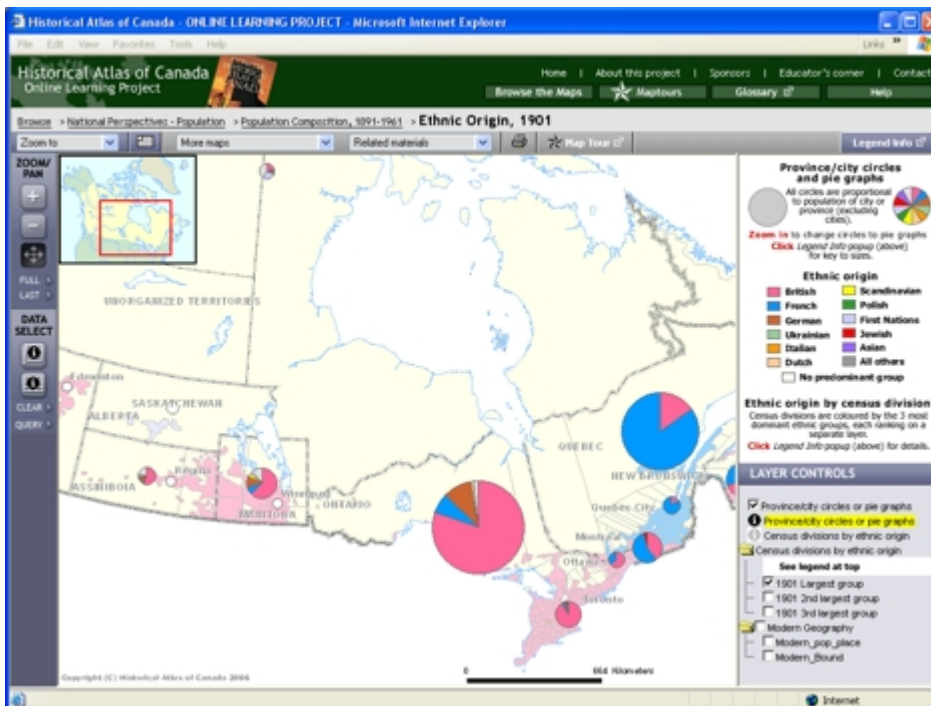 Historical Atlas of Canada - ONLINE LEARNING PROJECT - Microsoft Internet Explorer
File Edit View Favorites Tools Help
Links »
Historical Atlas of Canada
Online Learning Project
Home | About this project | Sponsors | Educator's corner | Contact
Browse the Maps Maptours Glossary Help
Browse > National Perspectives - Population > Population Composition, 1891-1961 > Ethnic Origin, 1901
Zoom to More maps Related materials Map Tour Legend Info
ZOOM/
PAN
FULL
LAST
DATA
SELECT
CLEAR
QUERY
UNORGANIZED TERRITORIES
Edmonton
SASKATCHEWAN
ALBERTA
Regina
ASSINIBOIA
Winnipeg
MANITOBA
ONTARIO
QUEBEC
NEW BRUNSWICK
Quebec City
Montreal
Ottawa
Toronto
0 664 Kilometers
Copyright (C) Historical Atlas of Canada 2006
Province/city circles
and pie graphs
All circles are proportional
to population of city or
province (excluding
cities).
Zoom in to change circles to pie graphs
Click Legend Info popup (above)
for key to sizes.
Ethnic origin
British Scandinavian
French Polish
German First Nations
Ukrainian Jewish
Italian Asian
Dutch All others
No predominant group
Ethnic origin by census division
Census divisions are coloured by the 3 most
dominant ethnic groups, each ranking on a
separate layer.
Click Legend Info popup (above) for details.
LAYER CONTROLS
Province/city circles or pie graphs
Province/city circles or pie graphs
Census divisions by ethnic origin
Census divisions by ethnic origin
See legend at top
1901 Largest group
1901 2nd largest group
1901 3rd largest group
Modern Geography
Modern_pop_place
Modern_Bound
Internet